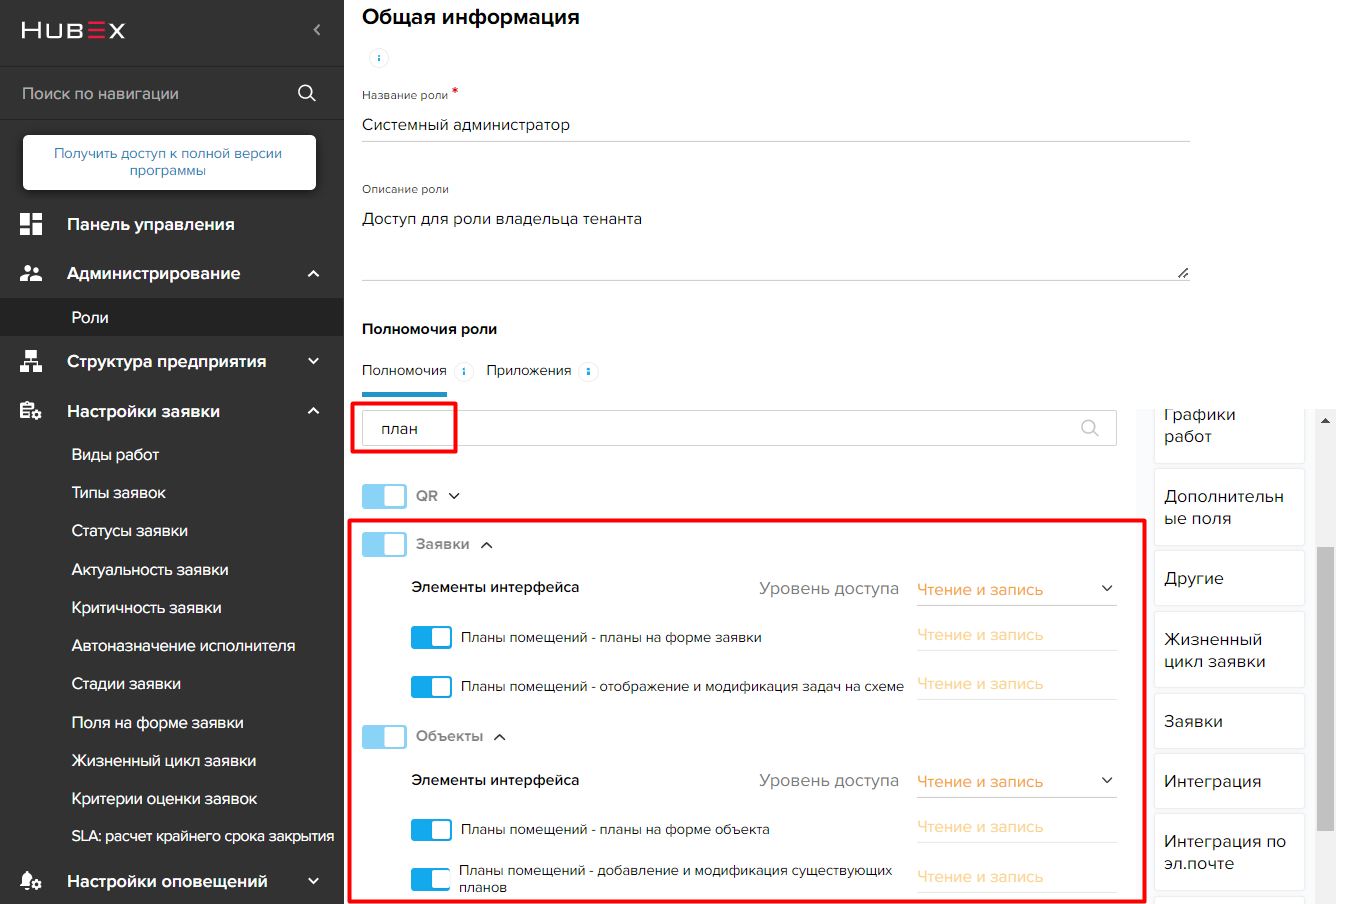 HUBEX
Поиск по навигации
Получить доступ к полной версии
программы
Панель управления
Администрирование
Роли
Структура предприятия
Настройки заявки
Виды работ
Типы заявок
Статусы заявки
Актуальность заявки
Критичность заявки
Автоназначение исполнителя
Стадии заявки
Поля на форме заявки
Жизненный цикл заявки
Критерии оценки заявок
SLA: расчет крайнего срока закрытия
Настройки оповещений
Общая информация
Название роли *
Системный администратор
Описание роли
Доступ для роли владельца тенанта
Полномочия роли
Полномочия Приложения
план
QR
Заявки
Элементы интерфейса Уровень доступа Чтение и запись
Планы помещений - планы на форме заявки Чтение и запись
Планы помещений - отображение и модификация задач на схеме Чтение и запись
Объекты
Элементы интерфейса Уровень доступа Чтение и запись
Планы помещений - планы на форме объекта Чтение и запись
Планы помещений - добавление и модификация существующих
планов
Чтение и запись
Графики
работ
Дополнительн
ые поля
Другие
Жизненный
цикл заявки
Заявки
Интеграция
Интеграция по
эл.почте